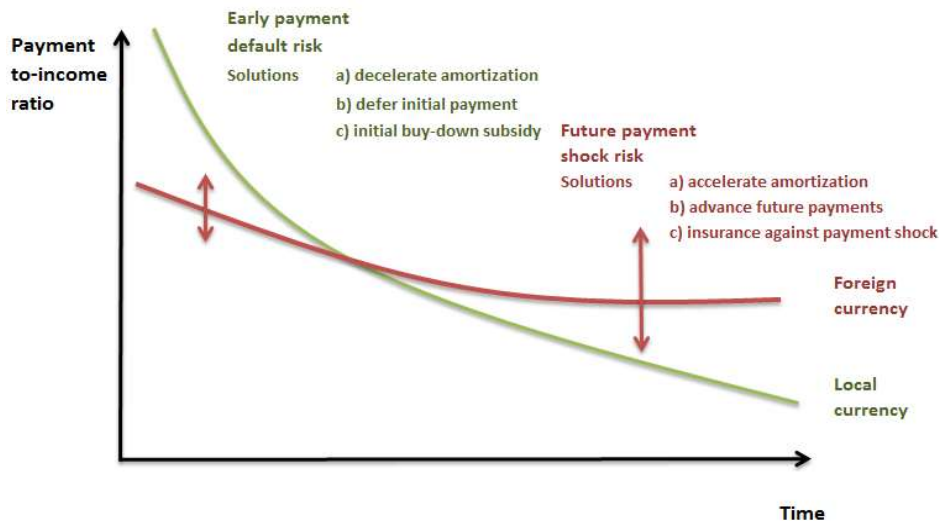 Payment
to-income
ratio
Early payment
default risk
Solutions a) decelerate amortization
b) defer initial payment
c) initial buy-down subsidy
Future payment
shock risk
Solutions a) accelerate amortization
b) advance future payments
c) insurance against payment shock
Foreign
currency
Local
currency
Time